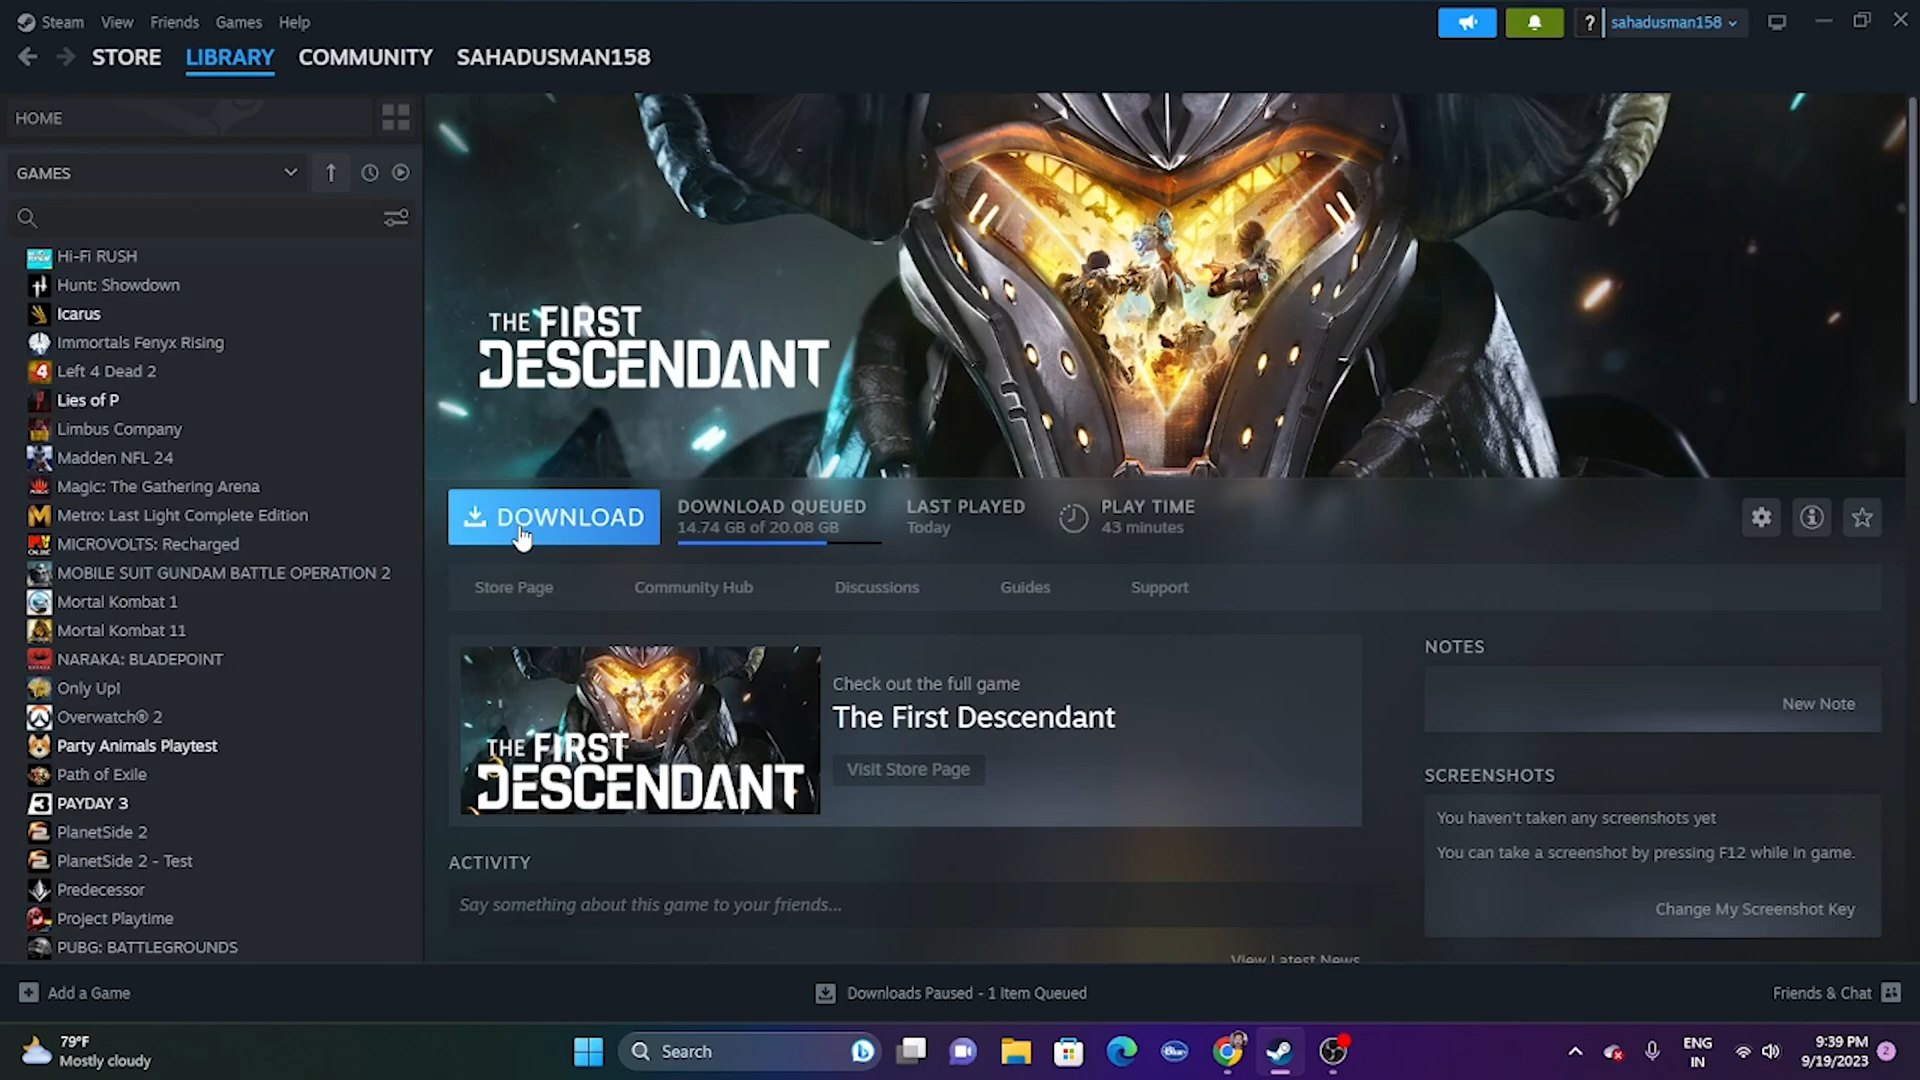 Steam View Friends Games Help
? sahadusman158
STORE LIBRARY COMMUNITY SAHADUSMAN158
HOME
GAMES
Hi-Fi RUSH
Hunt: Showdown
Icarus
Immortals Fenyx Rising
Left 4 Dead 2
Lies of P
Limbus Company
Madden NFL 24
Magic: The Gathering Arena
Metro: Last Light Complete Edition
MICROVOLTS: Recharged
MOBILE SUIT GUNDAM BATTLE OPERATION 2
Mortal Kombat 1
Mortal Kombat 11
NARAKA: BLADEPOINT
Only Up!
Overwatch® 2
Party Animals Playtest
Path of Exile
PAYDAY 3
PlanetSide 2
PlanetSide 2 - Test
Predecessor
Project Playtime
PUBG: BATTLEGROUNDS
THE FIRST
DESCENDANT
DOWNLOAD
DOWNLOAD QUEUED
14.74 GB of 20.08 GB
LAST PLAYED
Today
PLAY TIME
43 minutes
Store Page Community Hub Discussions Guides Support
THE FIRST
DESCENDANT
Check out the full game
The First Descendant
Visit Store Page
ACTIVITY
Say something about this game to your friends...
View Latest News
NOTES
New Note
SCREENSHOTS
You haven't taken any screenshots yet
You can take a screenshot by pressing F12 while in game.
Change My Screenshot Key
Add a Game
Downloads Paused - 1 Item Queued
Friends & Chat
79°F
Mostly cloudy
Search
ENG
IN
9:39 PM
9/19/2023
2